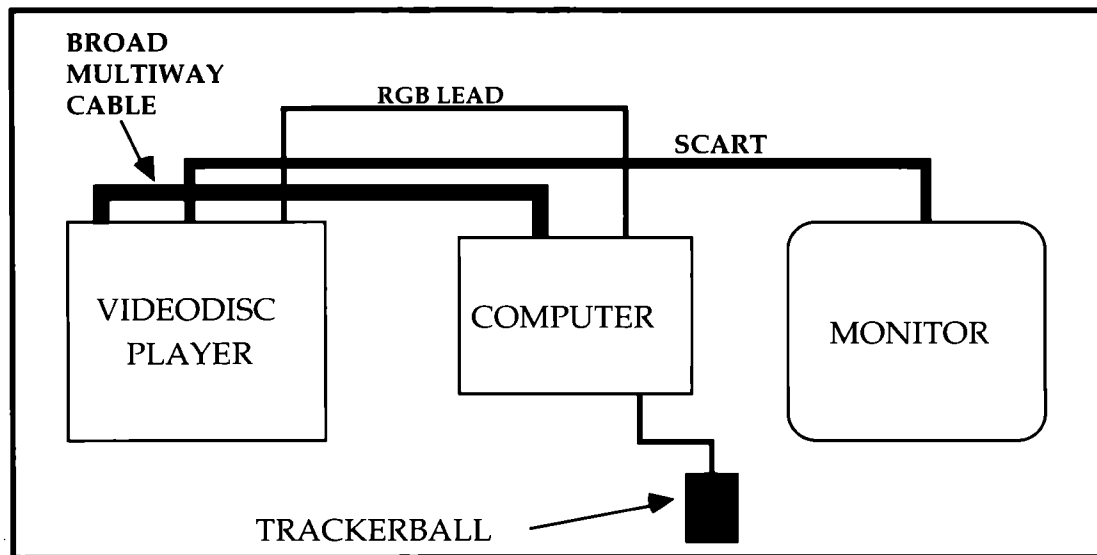 BROAD
MULTIWAY
CABLE
RGB LEAD
SCART
VIDEODISC
PLAYER
COMPUTER
MONITOR
TRACKERBALL